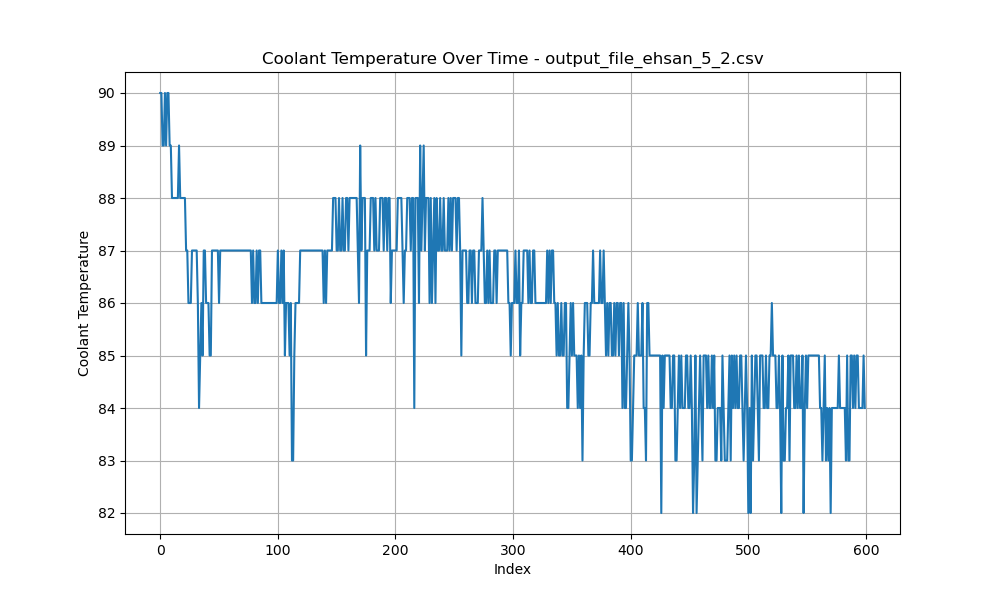 Coolant Temperature Over Time - output_file_ehsan_5_2.csv
Coolant Temperature
90
89
88
87
86
85
84
83
82
0 100 200 300 400 500 600
Index